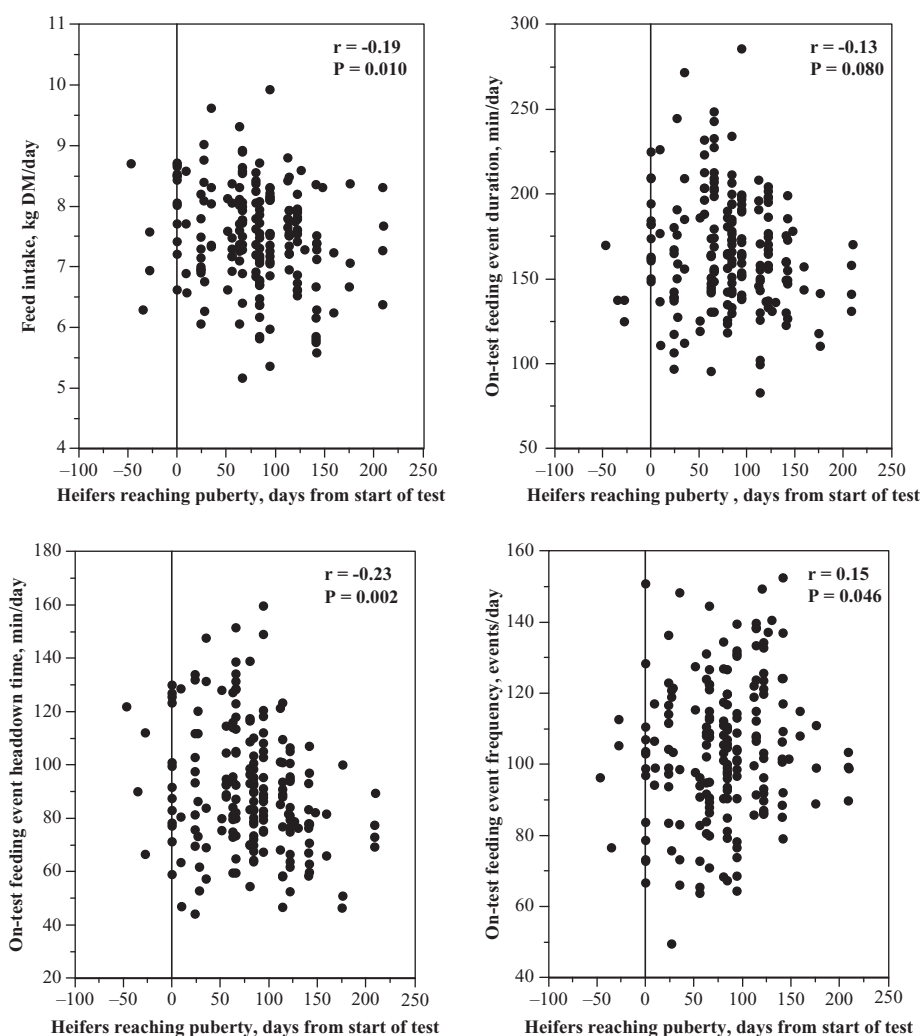 11
10
9
8
7
6
5
4
Feed intake, kg DM/day
r = -0.19
P = 0.010
–100 –50 0 50 100 150 200 250
Heifers reaching puberty, days from start of test
300
250
200
150
100
50
On-test feeding event duration, min/day
r = -0.13
P = 0.080
–100 –50 0 50 100 150 200 250
Heifers reaching puberty , days from start of test
180
160
140
120
100
80
60
40
20
On-test feeding event headdown time, min/day
r = -0.23
P = 0.002
–100 –50 0 50 100 150 200 250
Heifers reaching puberty, days from start of test
160
140
120
100
80
60
40
On-test feeding event frequency, events/day
r = 0.15
P = 0.046
–100 –50 0 50 100 150 200 250
Heifers reaching puberty, days from start of test